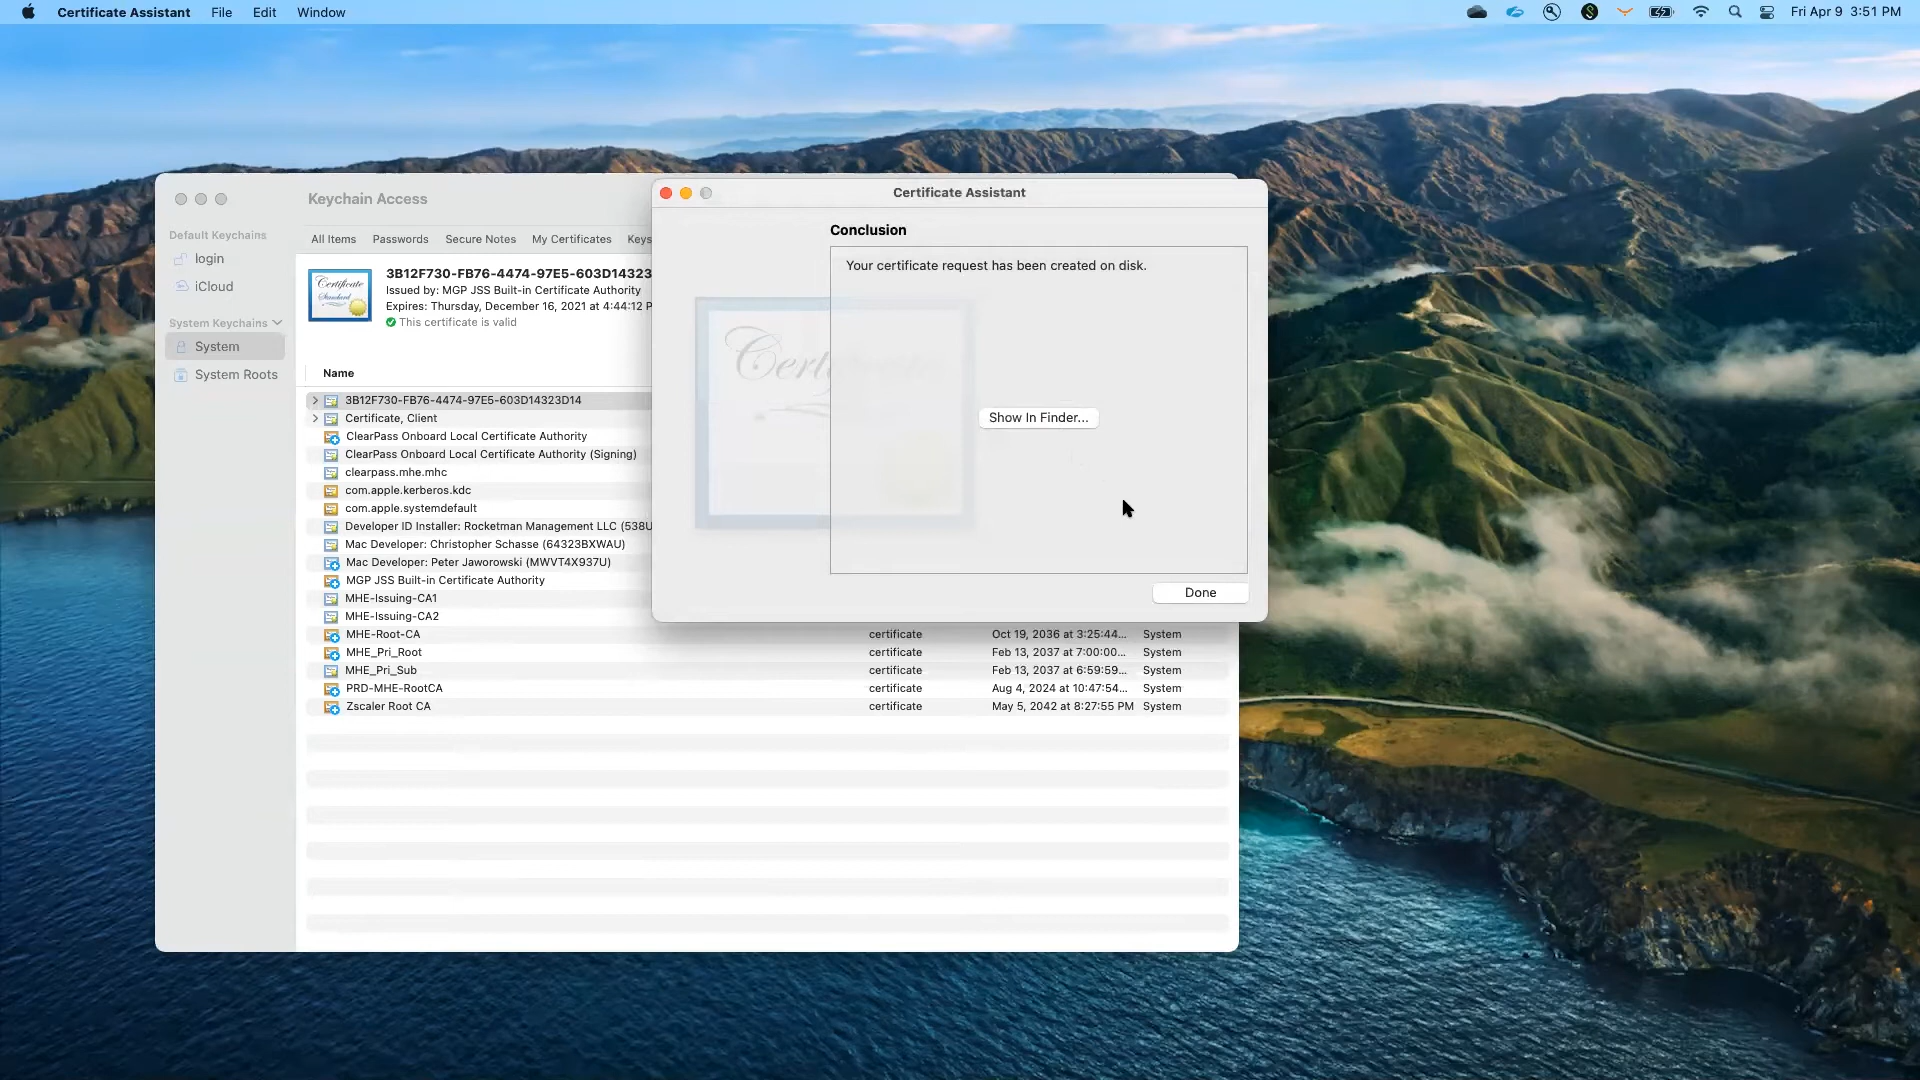 Certificate Assistant File Edit Window
Fri Apr 9 3:51 PM
Keychain Access
Default Keychains
login
iCloud
System Keychains
System
System Roots
All Items Passwords Secure Notes My Certificates Keys
Certificate
Standard
3B12F730-FB76-4474-97E5-603D14323
Issued by: MGP JSS Built-in Certificate Authority
Expires: Thursday, December 16, 2021 at 4:44:12 P
This certificate is valid
Name
3B12F730-FB76-4474-97E5-603D14323D14
Certificate, Client
ClearPass Onboard Local Certificate Authority
ClearPass Onboard Local Certificate Authority (Signing)
clearpass.mhe.mhc
com.apple.kerberos.kdc
com.apple.systemdefault
Developer ID Installer: Rocketman Management LLC (538U
Mac Developer: Christopher Schasse (64323BXWAU)
Mac Developer: Peter Jaworowski (MWVT4X937U)
MGP JSS Built-in Certificate Authority
MHE-Issuing-CA1
MHE-Issuing-CA2
MHE-Root-CA certificate Oct 19, 2036 at 3:25:44... System
MHE_Pri_Root certificate Feb 13, 2037 at 7:00:00... System
MHE_Pri_Sub certificate Feb 13, 2037 at 6:59:59... System
PRD-MHE-RootCA certificate Aug 4, 2024 at 10:47:54... System
Zscaler Root CA certificate May 5, 2042 at 8:27:55 PM System
Certificate Assistant
Conclusion
Your certificate request has been created on disk.
Show In Finder...
Done